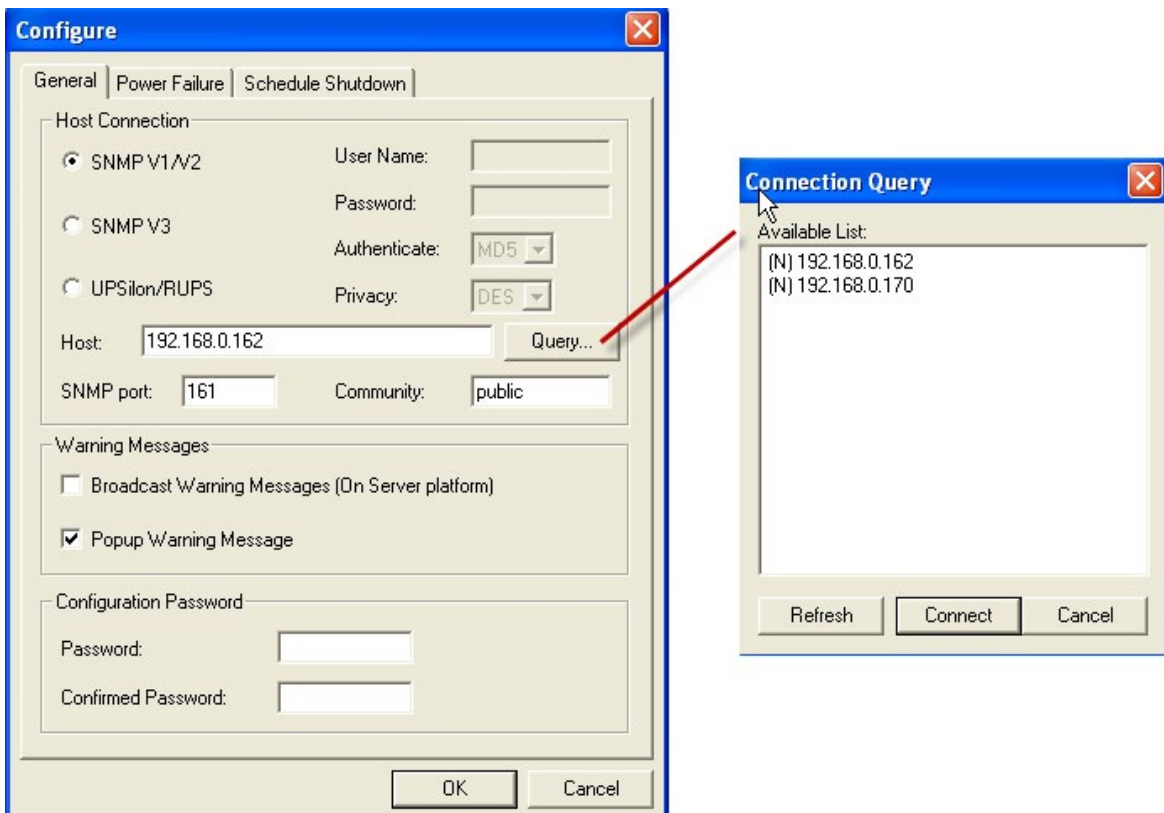 Configure
General Power Failure Schedule Shutdown
Host Connection
SNMP V1/V2
User Name:
Password:
SNMP V3
Authenticate: MD5
UPSilon/RUPS
Privacy: DES
Host: 192.168.0.162 Query...
SNMP port: 161 Community: public
Warning Messages
Broadcast Warning Messages (On Server platform)
Popup Warning Message
Configuration Password
Password:
Confirmed Password:
OK Cancel
Connection Query
Available List:
(N) 192.168.0.162
(N) 192.168.0.170
Refresh Connect Cancel